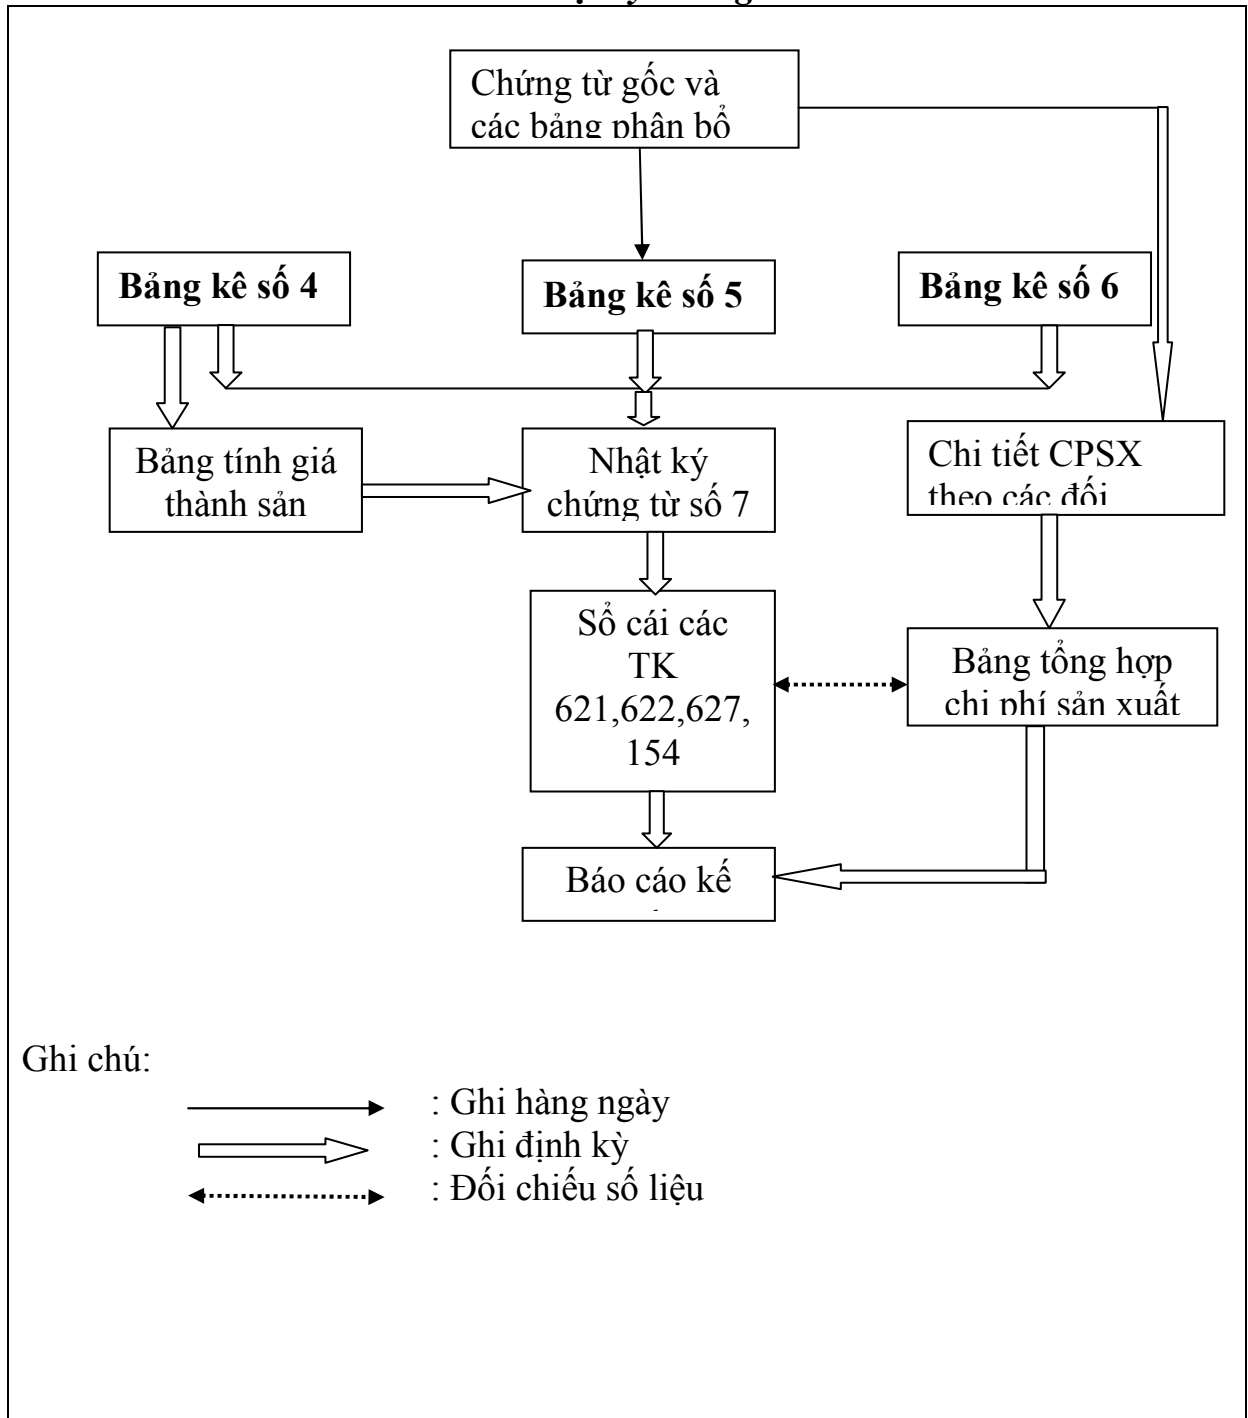 Chứng từ gốc và
các bảng phân bổ
Bảng kê số 4
Bảng kê số 5
Bảng kê số 6
Bảng tính giá
thành sản
Nhật ký
chứng từ số 7
Chi tiết CPSX
theo các đối
Sổ cái các
TK
621,622,627,
154
Bảng tổng hợp
chi phí sản xuất
Báo cáo kế
Ghi chú:
: Ghi hàng ngày
: Ghi định kỳ
: Đối chiếu số liệu